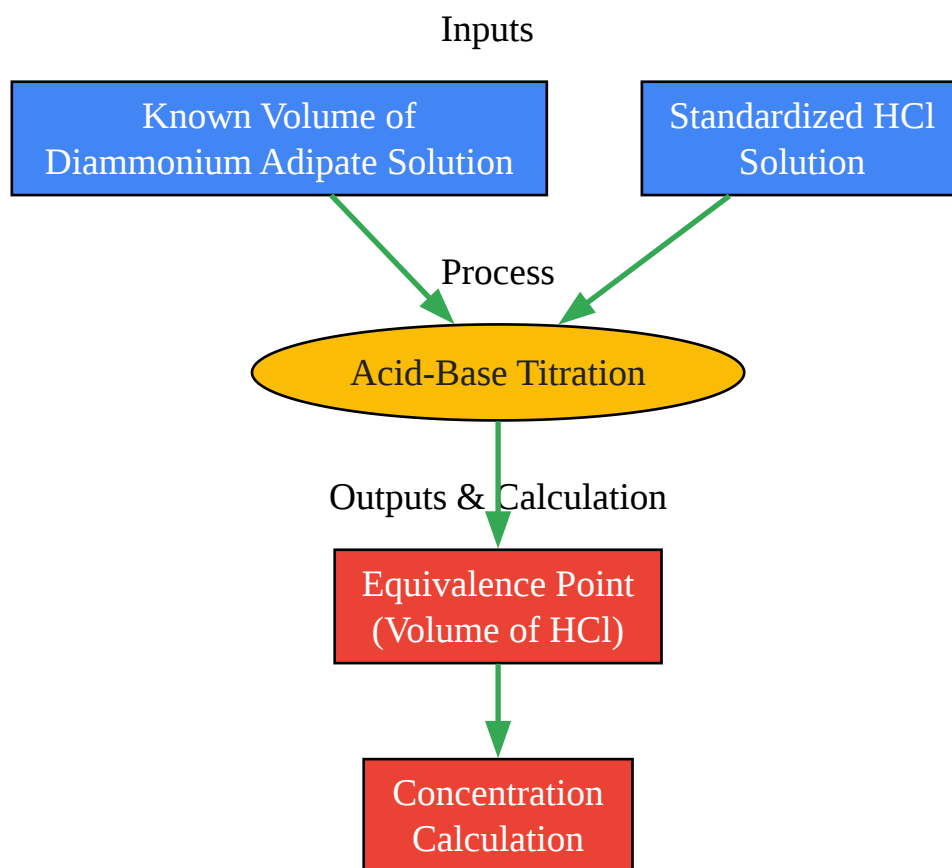 Inputs
Known Volume of
Diammonium Adipate Solution
Standardized HCl
Solution
Process
Acid-Base Titration
Outputs & Calculation
Equivalence Point
(Volume of HCl)
Concentration
Calculation